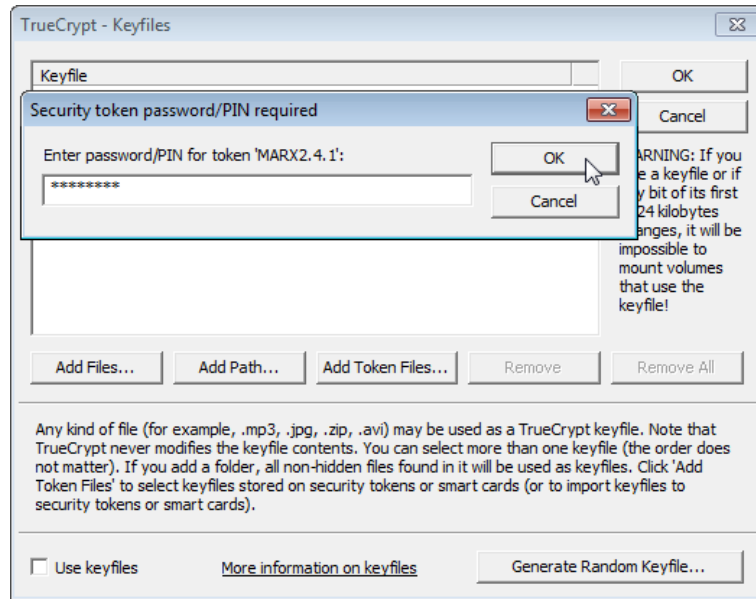 TrueCrypt - Keyfiles
Keyfile
OK
Cancel
Security token password/PIN required
Enter password/PIN for token 'MARX2.4.1':
********
OK
Cancel
If you
a keyfile or if
bit of its first
kilobytes
it will be
impossible to
mount volumes
that use the
keyfile!
Add Files...
Add Path...
Add Token Files...
Remove
Remove All
Any kind of file (for example, .mp3, .jpg, .zip, .avi) may be used as a TrueCrypt keyfile. Note that
TrueCrypt never modifies the keyfile contents. You can select more than one keyfile (the order does
not matter). If you add a folder, all non-hidden files found in it will be used as keyfiles. Click 'Add
Token Files' to select keyfiles stored on security tokens or smart cards (or to import keyfiles to
security tokens or smart cards).
Use keyfiles
More information on keyfiles
Generate Random Keyfile...